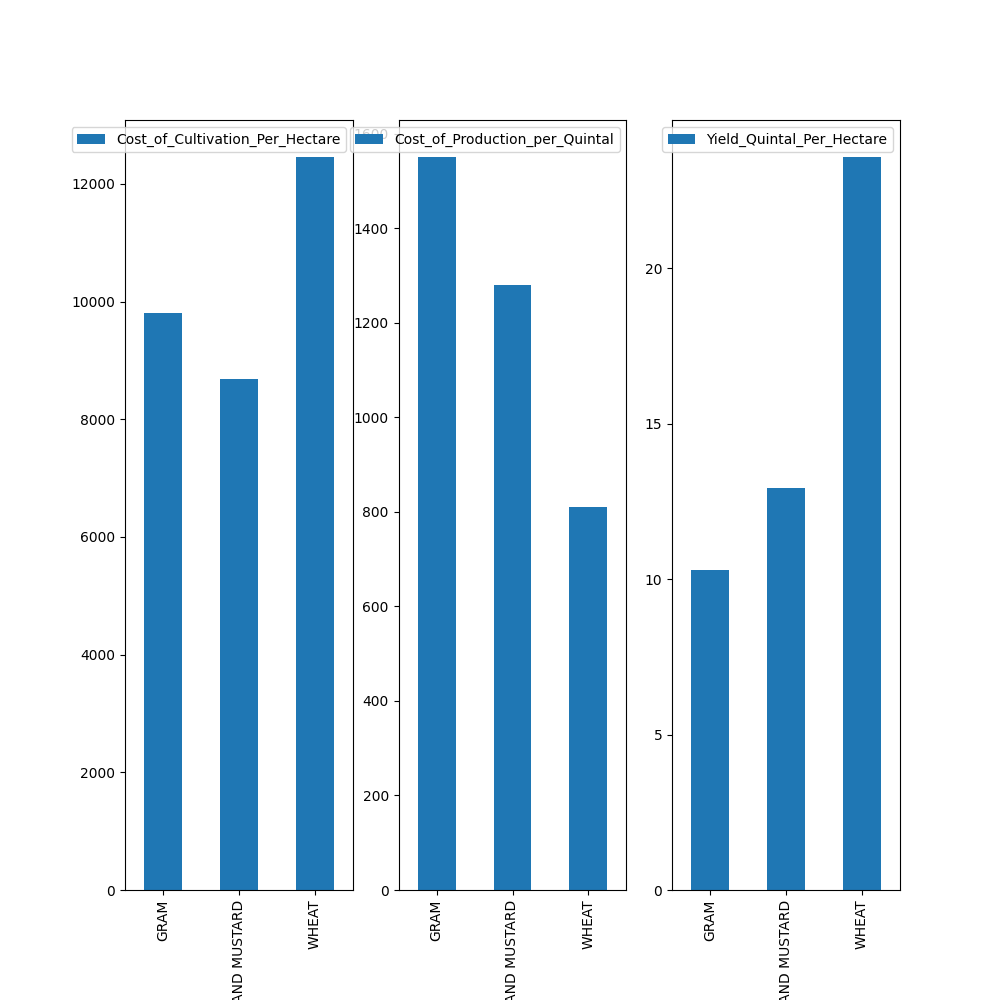 Cost_of_Cultivation_Per_Hectare
12000
10000
8000
6000
4000
2000
0
GRAM
AND MUSTARD
WHEAT
Cost_of_Production_per_Quintal
1600
1400
1200
1000
800
600
400
200
0
GRAM
AND MUSTARD
WHEAT
Yield_Quintal_Per_Hectare
20
15
10
5
0
GRAM
AND MUSTARD
WHEAT